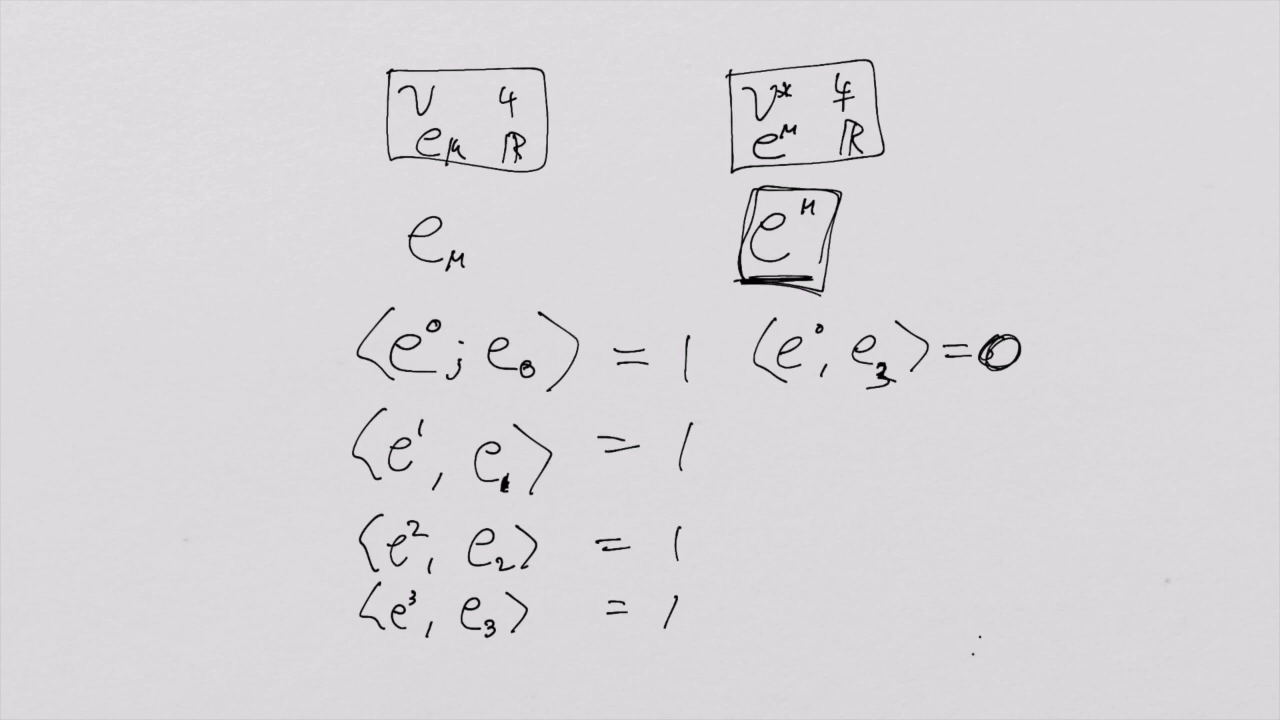 V 4 V* 4
e_μ ℝ e^μ ℝ
e_μ e^μ
⟨e^0; e_0⟩ = 1 ⟨e^0, e_3⟩ = 0
⟨e^1, e_1⟩ = 1
⟨e^2, e_2⟩ = 1
⟨e^3, e_3⟩ = 1